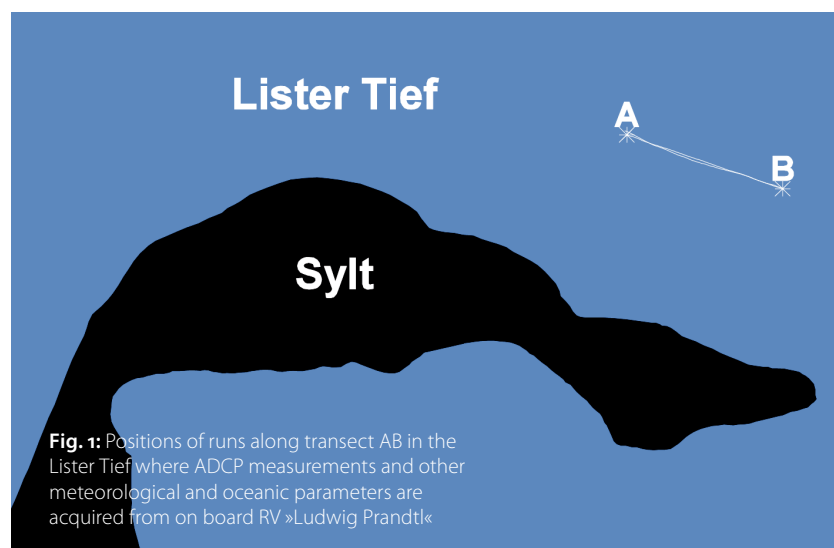 Lister Tief
A
B
Sylt
Fig. 1: Positions of runs along transect AB in the
Lister Tief where ADCP measurements and other
meteorological and oceanic parameters are
acquired from on board RV »Ludwig Prandtl«